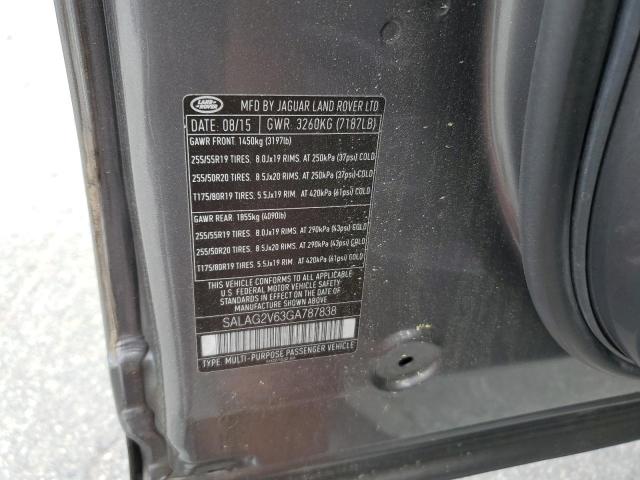 LAND ROVER
MFD BY JAGUAR LAND ROVER LTD
DATE: 08/15 GWR: 3260KG (7187LB)
GAWR FRONT: 1450kg (3197lb)
255/55R19 TIRES. 8.0Jx19 RIMS. AT 250kPa (37psi) COLD
255/50R20 TIRES. 8.5Jx20 RIMS. AT 250kPa (37psi) COLD
T175/80R19 TIRES. 5.5Jx19 RIM. AT 420kPa (61psi) COLD
GAWR REAR: 1855kg (4090lb)
255/55R19 TIRES. 8.0Jx19 RIMS. AT 290kPa (43psi) COLD
255/50R20 TIRES. 8.5Jx20 RIMS. AT 290kPa (43psi) COLD
T175/80R19 TIRES. 5.5Jx19 RIM. AT 420kPa (61psi) COLD
THIS VEHICLE CONFORMS TO ALL APPLICABLE
U.S. FEDERAL MOTOR VEHICLE SAFETY
STANDARDS IN EFFECT ON THE DATE OF
MANUFACTURE SHOWN ABOVE.
SALAG2V63GA787838
TYPE: MULTI-PURPOSE PASSENGER VEHICLE